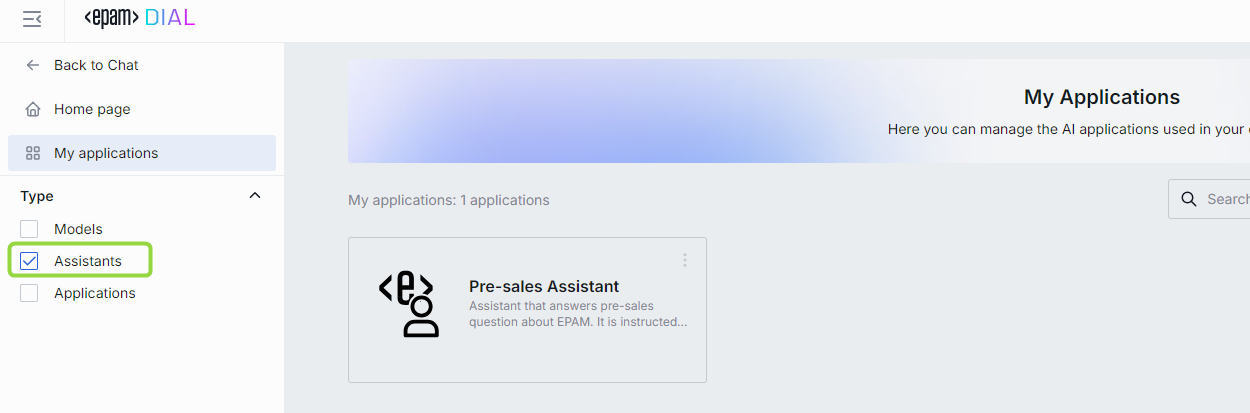 <epam> DIAL
Back to Chat
Home page
My applications
Type
Models
Assistants
Applications
My Applications
Here you can manage the AI applications used in your
My applications: 1 applications
Search
<e>
Pre-sales Assistant
Assistant that answers pre-sales
question about EPAM. It is instructed...